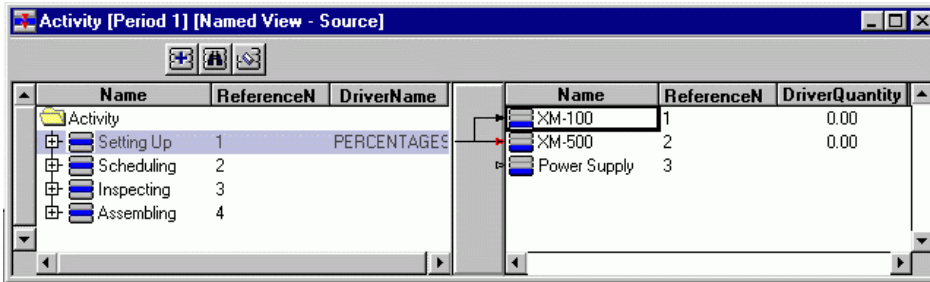 Activity [Period 1] [Named View - Source]
Name ReferenceN DriverName Name ReferenceN DriverQuantity
Activity XM-100 1 0.00
Setting Up 1 PERCENTAGES XM-500 2 0.00
Scheduling 2 Power Supply 3
Inspecting 3
Assembling 4